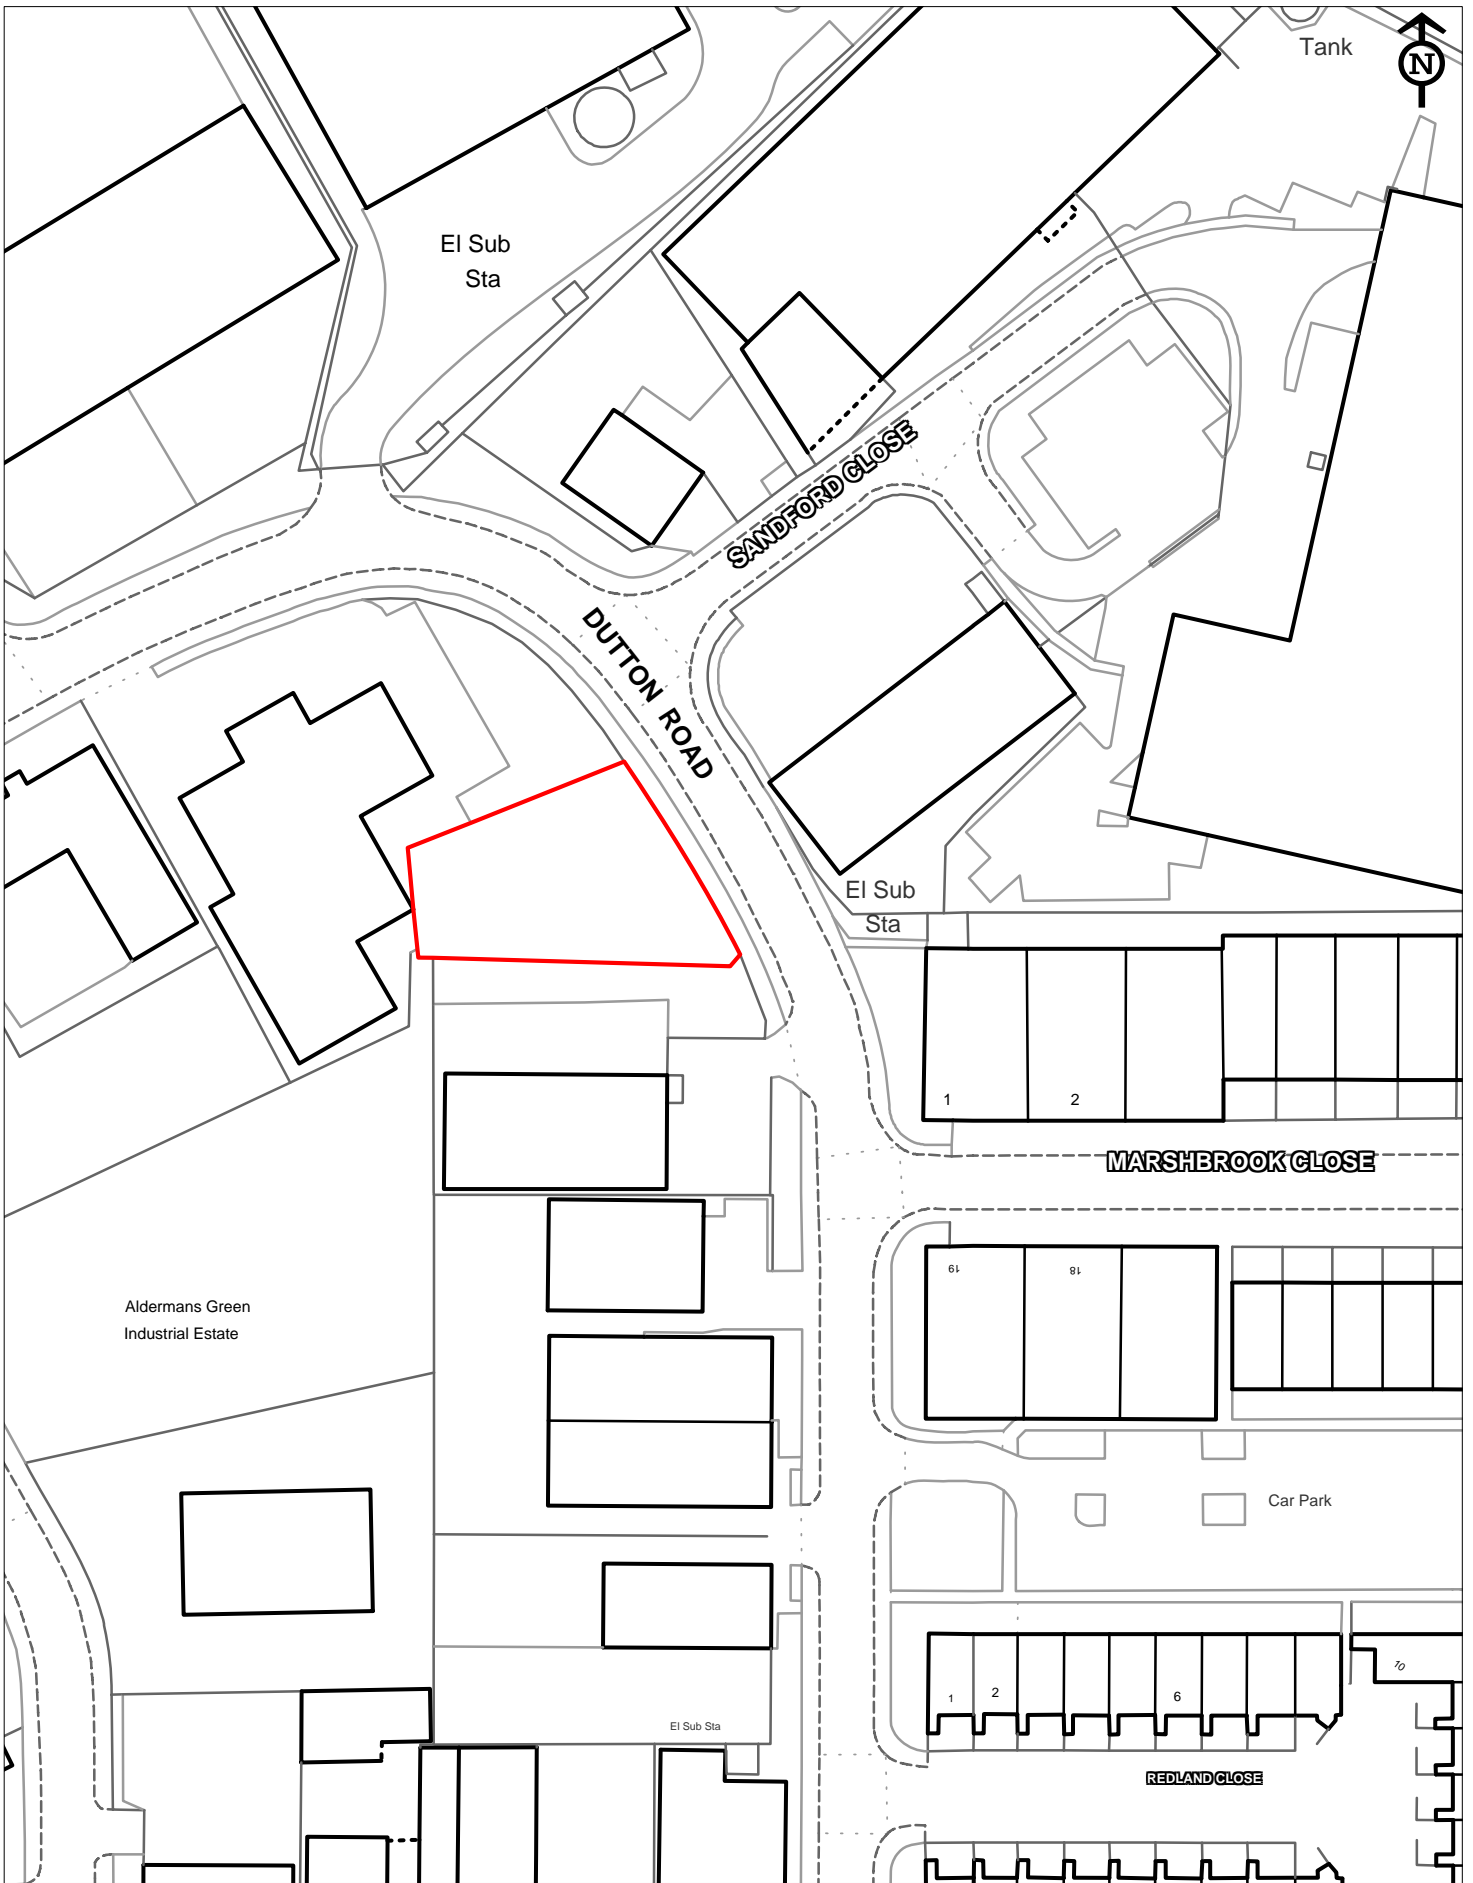 Tank
N
El Sub
Sta
SANDFORD CLOSE
DUTTON ROAD
El Sub
Sta
1
2
MARSHBROOK CLOSE
19
18
Aldermans Green
Industrial Estate
Car Park
10
1
2
6
El Sub Sta
REDLAND CLOSE